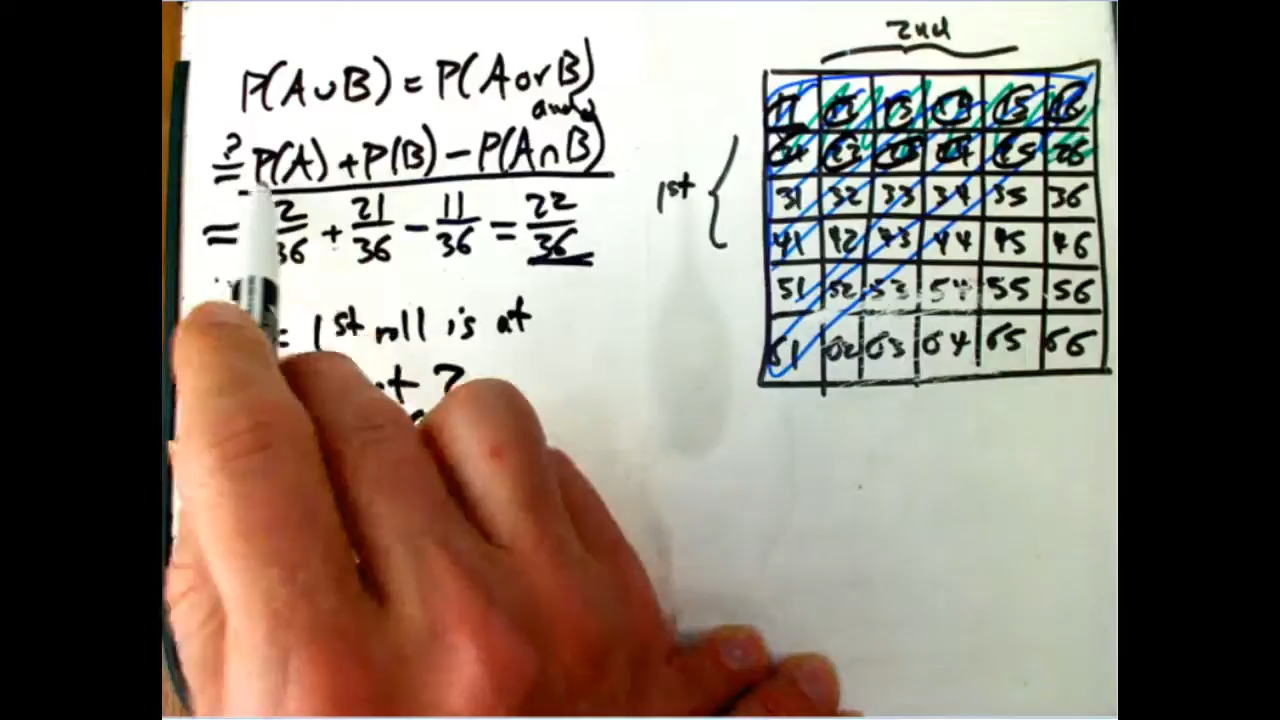 P(A∪B) = P(A or B)
and
?
= P(A) + P(B) − P(A∩B)
= 2/36 + 21/36 − 11/36 = 22/36
= 1st roll is at
2
2nd
1st
11 12 13 14 15 16
21 22 23 24 25 26
31 32 33 34 35 36
41 42 43 44 45 46
51 52 53 54 55 56
61 62 63 64 65 66